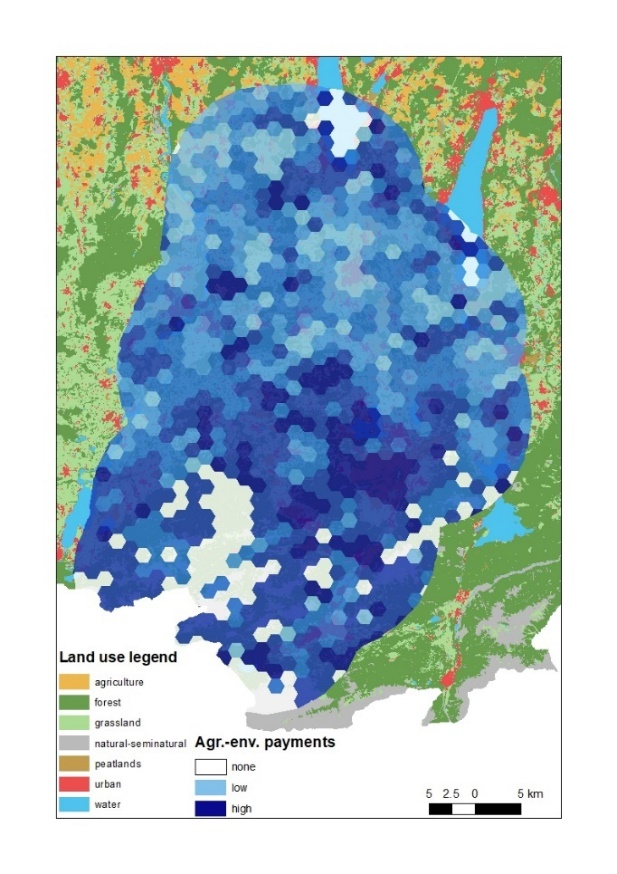 Land use legend
agriculture
forest
grassland
natural-seminatural
peatlands
urban
water
Agr.-env. payments
none
low
high
5 2.5 0 5 km